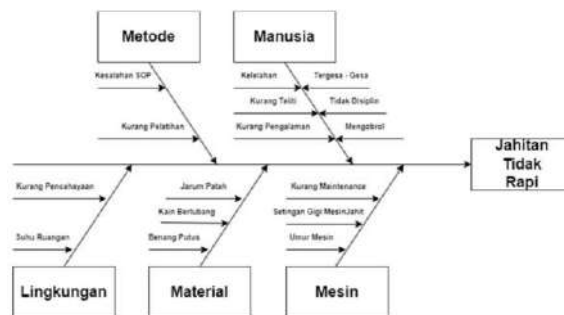 Metode
Manusia
Kesalahan SOP
Kelelahan
Tergesa - Gesa
Kurang Teliti
Tidak Disiplin
Kurang Pelatihan
Kurang Pengalaman
Mengobrol
Jahitan
Tidak
Rapi
Kurang Pencahayaan
Jarum Patah
Kurang Maintenance
Kain Berlubang
Setingan Gigi MesinJahit
Suhu Ruangan
Benang Putus
Umur Mesin
Lingkungan
Material
Mesin